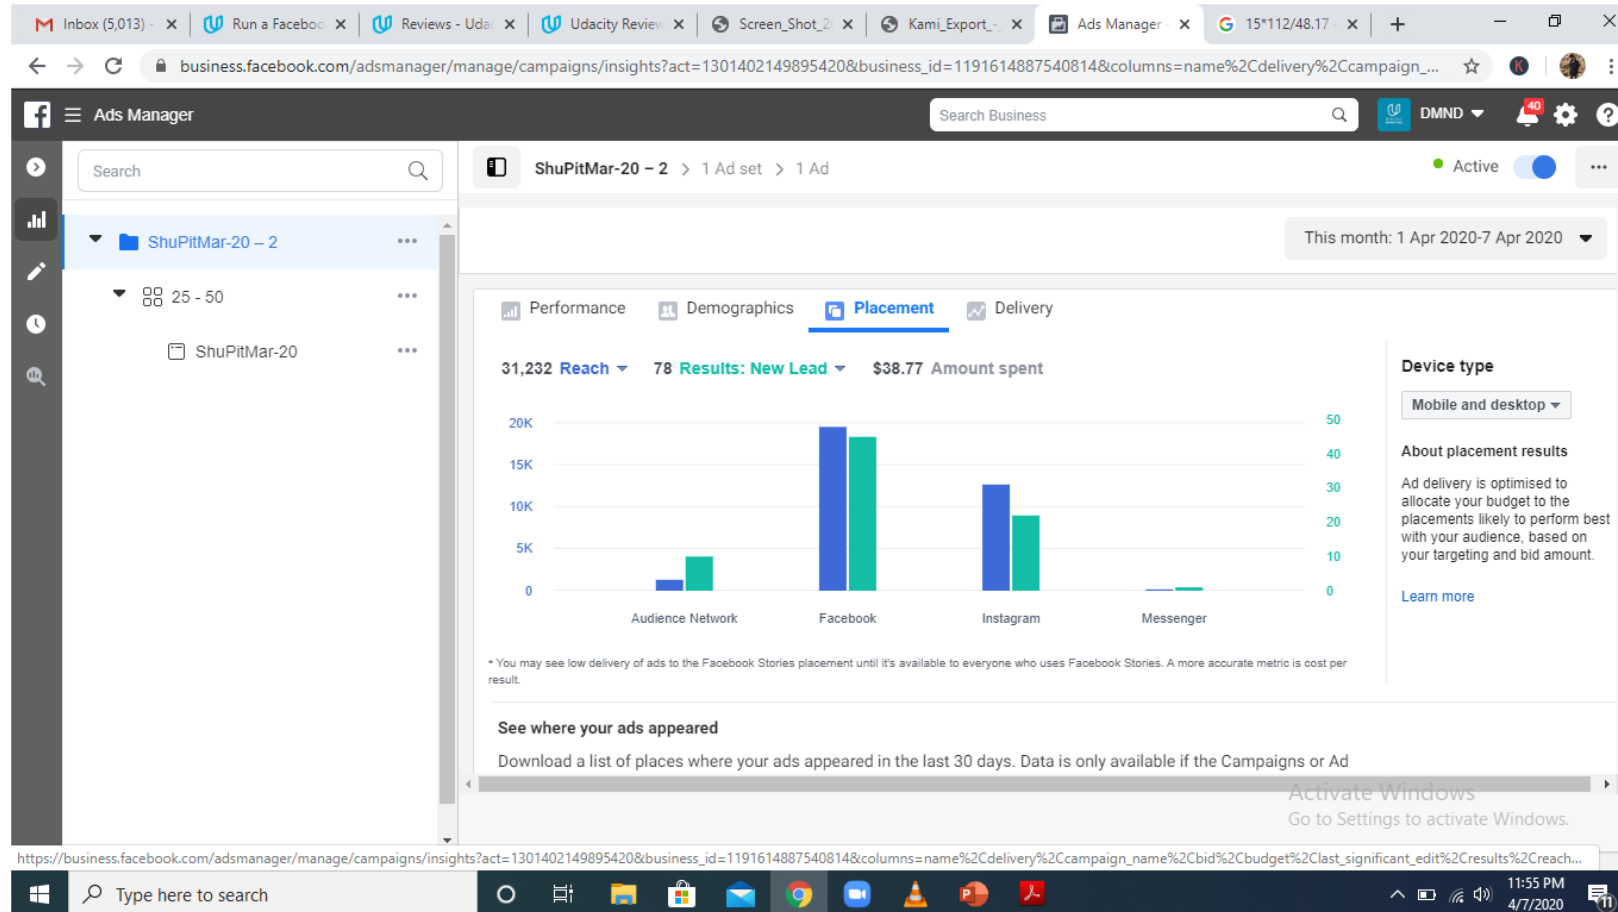 Inbox (5,013) -
Run a Faceboo
Reviews - Udac
Udacity Review
Screen_Shot_2
Kami_Export_-_
Ads Manager -
15*112/48.17 -
business.facebook.com/adsmanager/manage/campaigns/insights?act=1301402149895420&business_id=1191614887540814&columns=name%2Cdelivery%2Ccampaign_...
K
Ads Manager
Search Business
DMND
40
Search
ShuPitMar-20 – 2
1 Ad set
1 Ad
Active
ShuPitMar-20 – 2
25 - 50
ShuPitMar-20
This month: 1 Apr 2020-7 Apr 2020
Performance
Demographics
Placement
Delivery
31,232 Reach
78 Results: New Lead
$38.77 Amount spent
20K
15K
10K
5K
0
50
40
30
20
10
0
Audience Network
Facebook
Instagram
Messenger
* You may see low delivery of ads to the Facebook Stories placement until it's available to everyone who uses Facebook Stories. A more accurate metric is cost per
result.
Device type
Mobile and desktop
About placement results
Ad delivery is optimised to
allocate your budget to the
placements likely to perform best
with your audience, based on
your targeting and bid amount.
Learn more
See where your ads appeared
Download a list of places where your ads appeared in the last 30 days. Data is only available if the Campaigns or Ad
Activate Windows
Go to Settings to activate Windows.
https://business.facebook.com/adsmanager/manage/campaigns/insights?act=1301402149895420&business_id=1191614887540814&columns=name%2Cdelivery%2Ccampaign_name%2Cbid%2Cbudget%2Clast_significant_edit%2Cresults%2Creach...
Type here to search
11:55 PM
4/7/2020
11